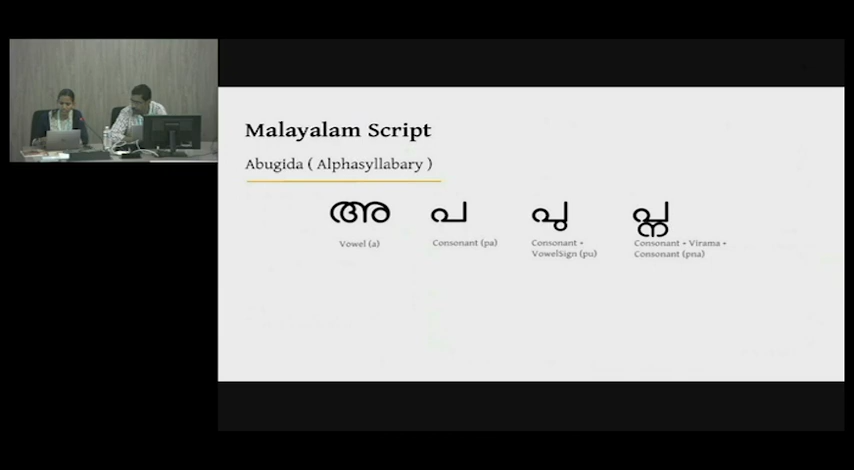 Malayalam Script
Abugida ( Alphasyllabary )
അ പ പു പ്ന
Vowel (a) Consonant (pa) Consonant + VowelSign (pu) Consonant + Virama + Consonant (pna)